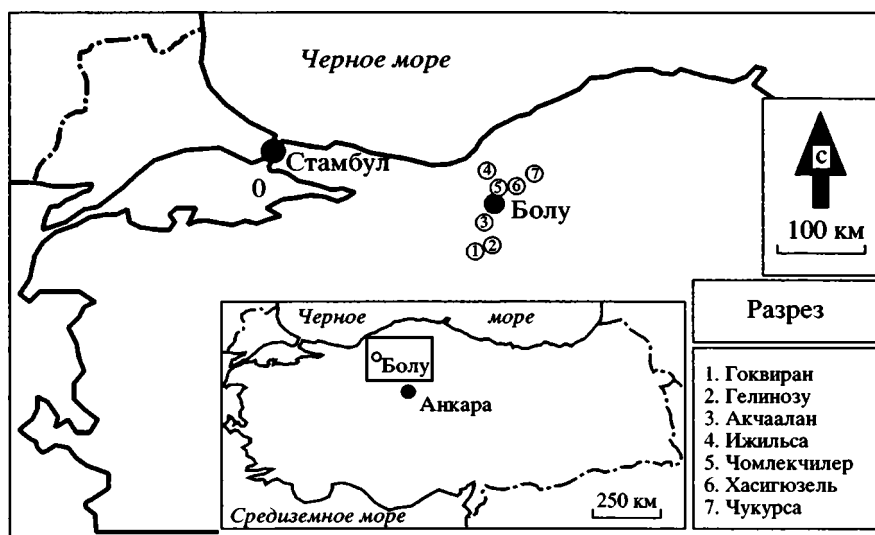 Черное море
Стамбул
0
4
7
5
6
Болу
3
1
2
С
100 км
Разрез
1. Гоквиран
2. Гелинозу
3. Акчаалан
4. Ижильса
5. Чомлекчилер
6. Хасигюзель
7. Чукурса
Черное море
Болу
Анкара
250 км
Средиземное море